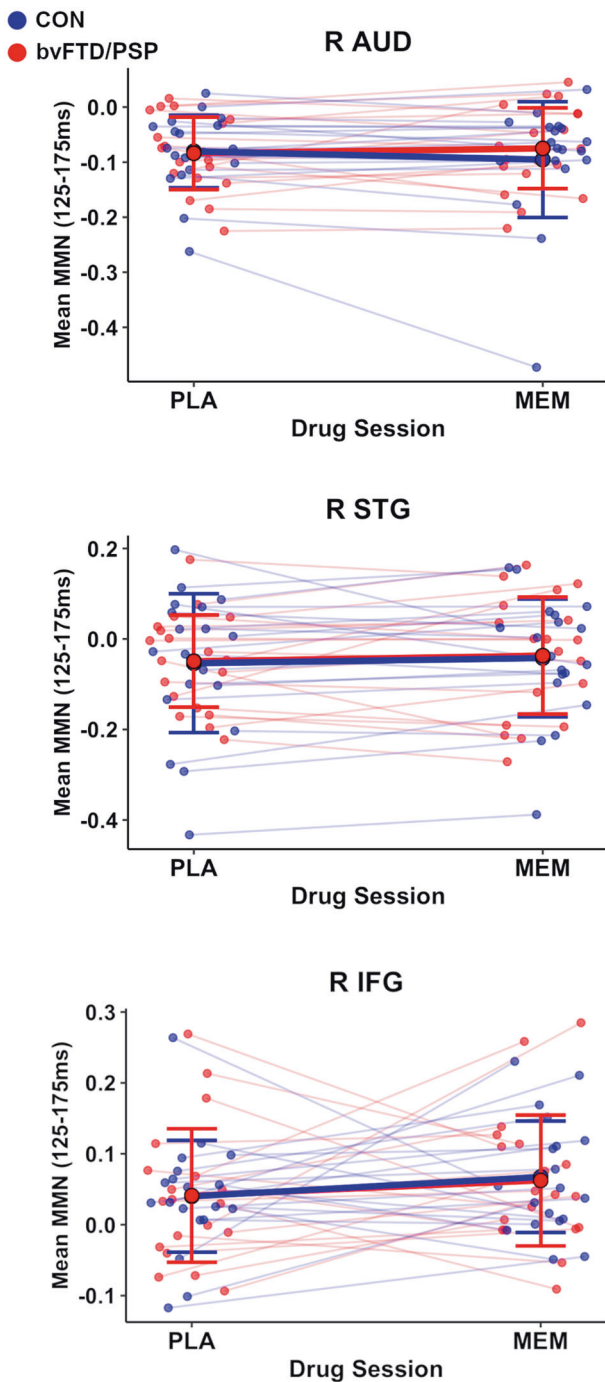 CON
bvFTD/PSP
R AUD
Mean MMN (125-175ms)
0.0
-0.1
-0.2
-0.3
-0.4
PLA
MEM
Drug Session
R STG
Mean MMN (125-175ms)
0.2
0.0
-0.2
-0.4
PLA
MEM
Drug Session
R IFG
Mean MMN (125-175ms)
0.3
0.2
0.1
0.0
-0.1
PLA
MEM
Drug Session